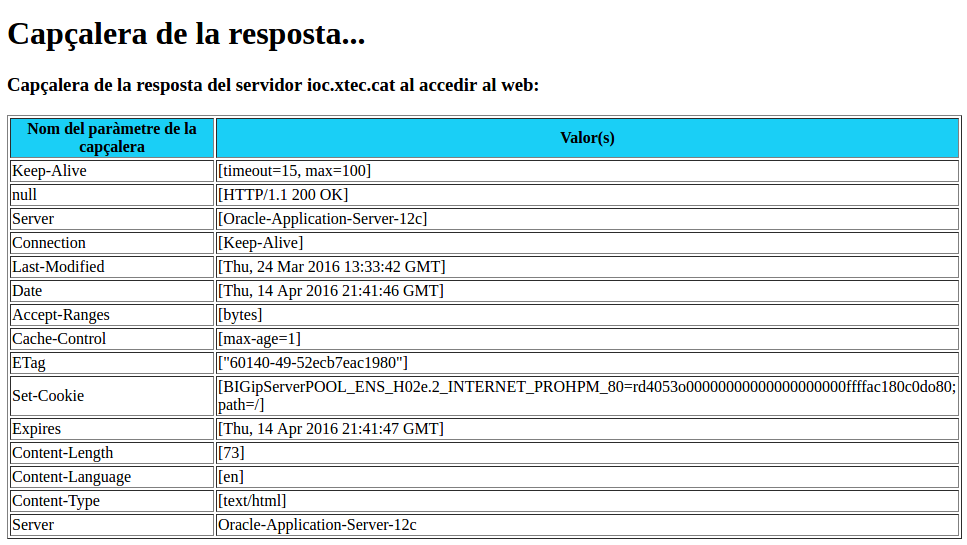 Capçalera de la resposta...
Capçalera de la resposta del servidor ioc.xtec.cat al accedir al web:
Nom del paràmetre de la capçalera Valor(s)
Keep-Alive [timeout=15, max=100]
null [HTTP/1.1 200 OK]
Server [Oracle-Application-Server-12c]
Connection [Keep-Alive]
Last-Modified [Thu, 24 Mar 2016 13:33:42 GMT]
Date [Thu, 14 Apr 2016 21:41:46 GMT]
Accept-Ranges [bytes]
Cache-Control [max-age=1]
ETag ["60140-49-52ecb7eac1980"]
Set-Cookie [BIGipServerPOOL_ENS_H02e.2_INTERNET_PROHPM_80=rd4053o00000000000000000000ffffac180c0do80;
path=/]
Expires [Thu, 14 Apr 2016 21:41:47 GMT]
Content-Length [73]
Content-Language [en]
Content-Type [text/html]
Server Oracle-Application-Server-12c